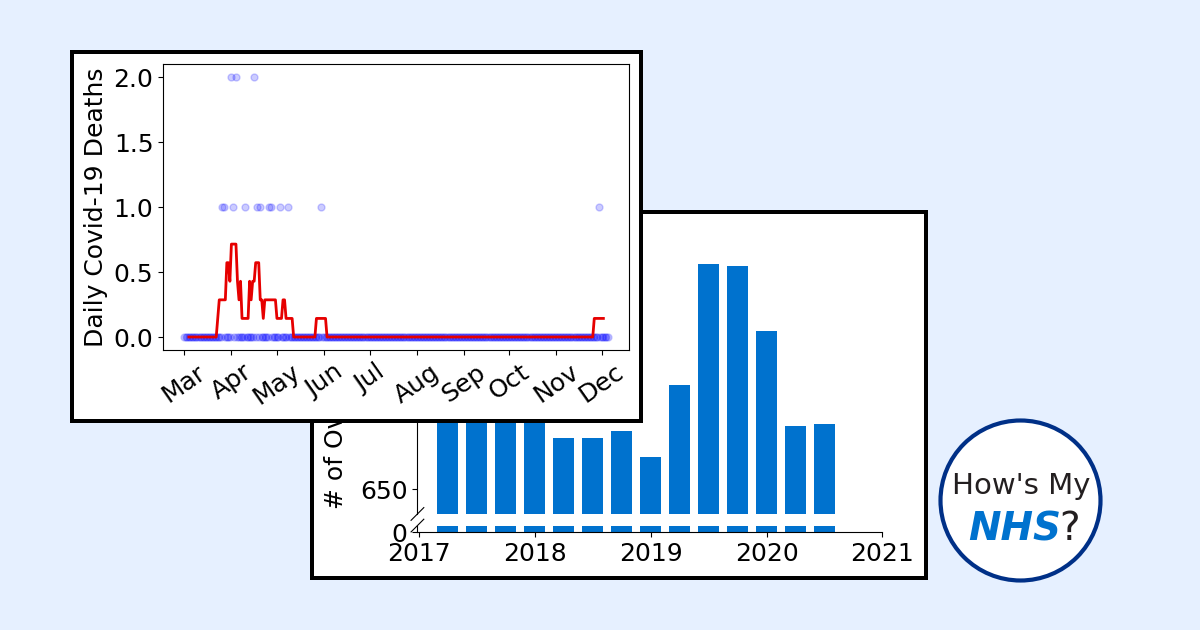 Daily Covid-19 Deaths
2.0
1.5
1.0
0.5
0.0
Mar Apr May Jun Jul Aug Sep Oct Nov Dec
# of
650
0
2017 2018 2019 2020 2021
How's My
NHS?